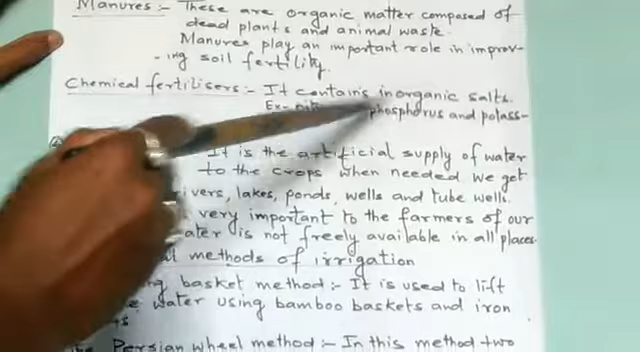 Manures :- These are organic matter composed of
dead plants and animal waste.
Manures play an important role in improv-
-ing soil fertility.
Chemical fertilisers :- It contains inorganic salts.
Ex- phosphorus and potass-
It is the artificial supply of water
to the crops when needed we get
rivers, lakes, ponds, wells and tube wells.
very important to the farmers of our
is not freely available in all places.
methods of irrigation
basket method :- It is used to lift
water using bamboo baskets and iron
Persian wheel method :- In this method two